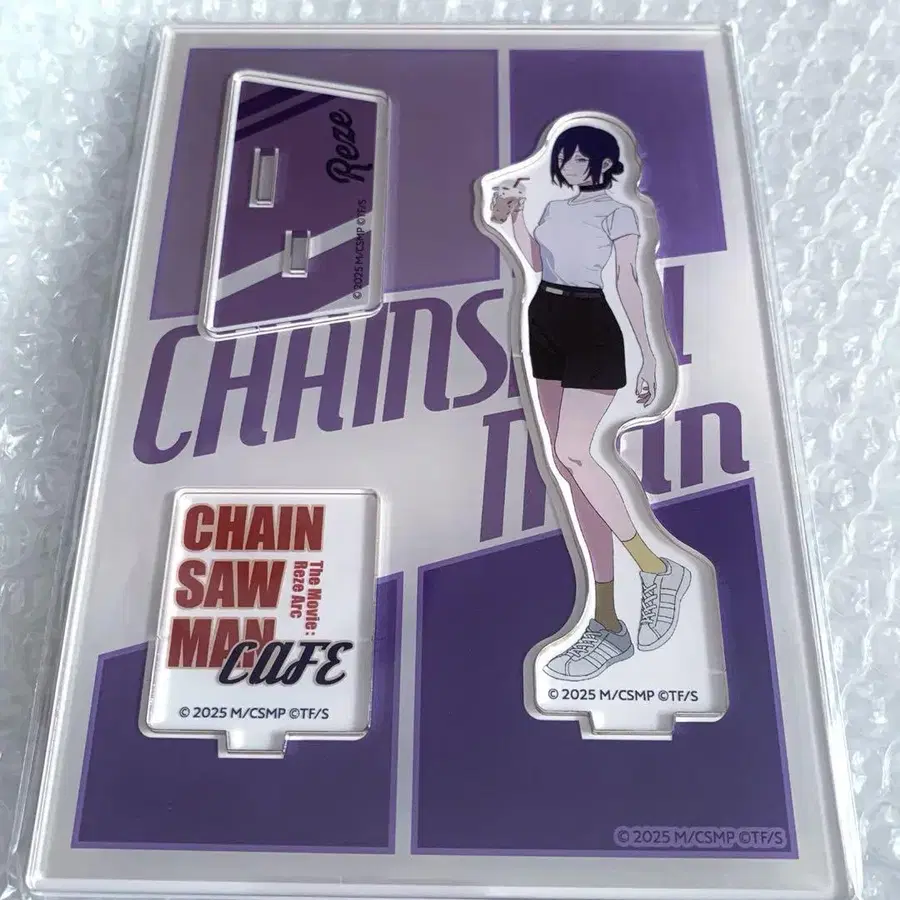 Reze
© 2025 M/CSMP ©TF/S
CHAINSAW
Man
CHAIN
SAW
MAN
The Movie:
Reze Arc
CAFE
© 2025 M/CSMP ©TF/S
© 2025 M/CSMP ©TF/S
© 2025 M/CSMP ©TF/S